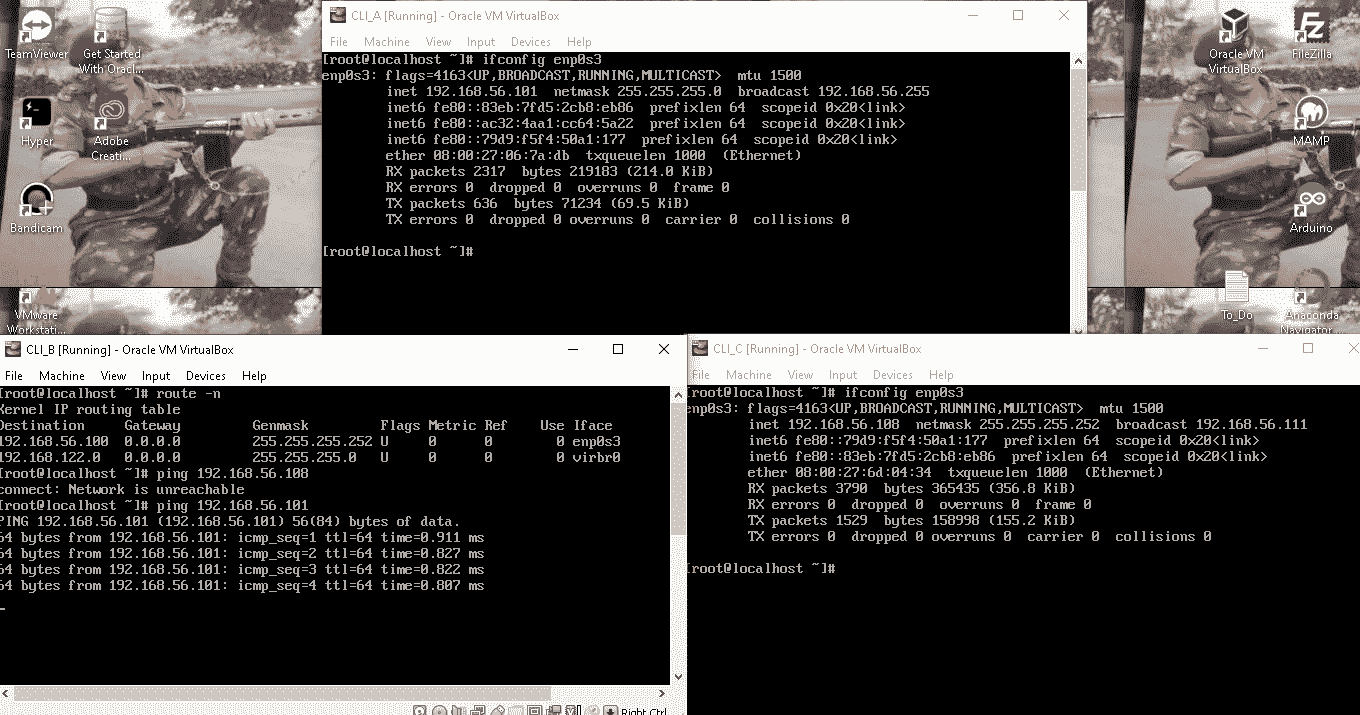 TeamViewer
Get Started
With Oracl...
Hyper
Adobe
Creati...
Bandicam
VMware
Workstati...
Oracle VM
VirtualBox
FileZilla
MAMP
Arduino
To_Do
Anaconda
Navigator ...
CLI_A [Running] - Oracle VM VirtualBox
File Machine View Input Devices Help
[root@localhost ~]# ifconfig enp0s3
enp0s3: flags=4163<UP,BROADCAST,RUNNING,MULTICAST>  mtu 1500
inet 192.168.56.101  netmask 255.255.255.0  broadcast 192.168.56.255
inet6 fe80::83eb:7fd5:2cb8:eb86  prefixlen 64  scopeid 0x20<link>
inet6 fe80::ac32:4aa1:cc64:5a22  prefixlen 64  scopeid 0x20<link>
inet6 fe80::79d9:f5f4:50a1:177  prefixlen 64  scopeid 0x20<link>
ether 08:00:27:06:7a:db  txqueuelen 1000  (Ethernet)
RX packets 2317  bytes 219183 (214.0 KiB)
RX errors 0  dropped 0  overruns 0  frame 0
TX packets 636  bytes 71234 (69.5 KiB)
TX errors 0  dropped 0 overruns 0  carrier 0  collisions 0
[root@localhost ~]#
CLI_B [Running] - Oracle VM VirtualBox
File Machine View Input Devices Help
[root@localhost ~]# route -n
Kernel IP routing table
Destination Gateway Genmask Flags Metric Ref Use Iface
192.168.56.100 0.0.0.0 255.255.255.252 U 0 0 0 enp0s3
192.168.122.0 0.0.0.0 255.255.255.0 U 0 0 0 virbr0
[root@localhost ~]# ping 192.168.56.108
connect: Network is unreachable
[root@localhost ~]# ping 192.168.56.101
PING 192.168.56.101 (192.168.56.101) 56(84) bytes of data.
64 bytes from 192.168.56.101: icmp_seq=1 ttl=64 time=0.911 ms
64 bytes from 192.168.56.101: icmp_seq=2 ttl=64 time=0.827 ms
64 bytes from 192.168.56.101: icmp_seq=3 ttl=64 time=0.822 ms
64 bytes from 192.168.56.101: icmp_seq=4 ttl=64 time=0.807 ms
Right Ctrl
CLI_C [Running] - Oracle VM VirtualBox
File Machine View Input Devices Help
[root@localhost ~]# ifconfig enp0s3
enp0s3: flags=4163<UP,BROADCAST,RUNNING,MULTICAST>  mtu 1500
inet 192.168.56.108  netmask 255.255.255.252  broadcast 192.168.56.111
inet6 fe80::79d9:f5f4:50a1:177  prefixlen 64  scopeid 0x20<link>
inet6 fe80::83eb:7fd5:2cb8:eb86  prefixlen 64  scopeid 0x20<link>
ether 08:00:27:6d:04:34  txqueuelen 1000  (Ethernet)
RX packets 3790  bytes 365435 (356.8 KiB)
RX errors 0  dropped 0  overruns 0  frame 0
TX packets 1529  bytes 158998 (155.2 KiB)
TX errors 0  dropped 0 overruns 0  carrier 0  collisions 0
[root@localhost ~]#